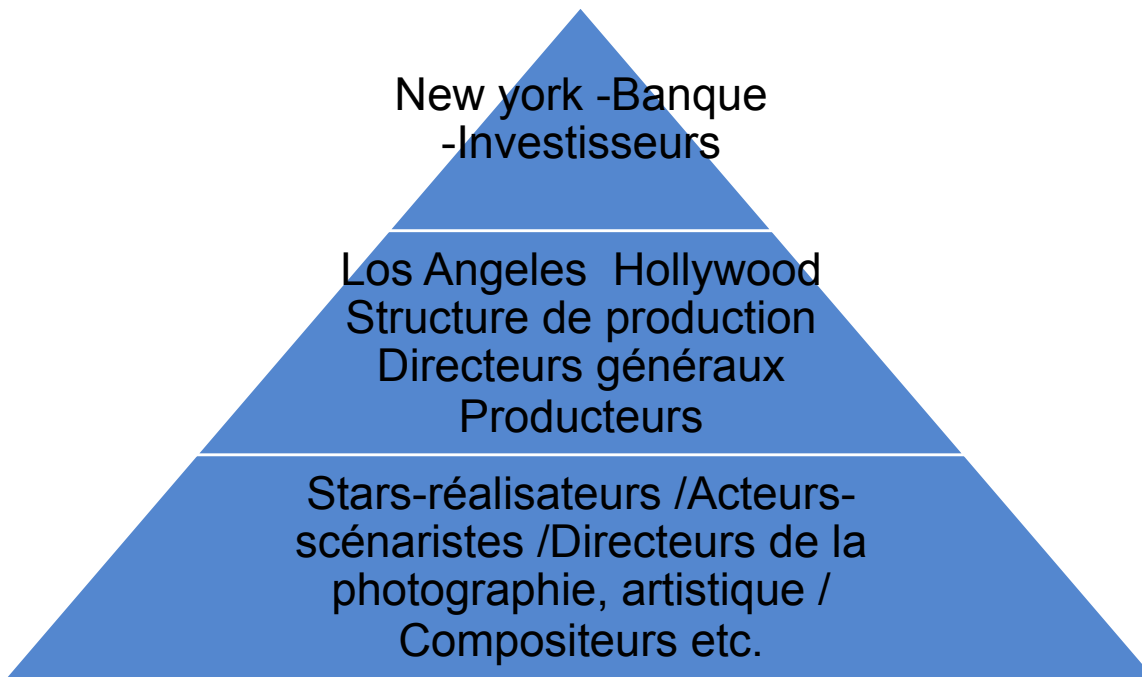 New york -Banque
-Investisseurs
Los Angeles  Hollywood
Structure de production
Directeurs généraux
Producteurs
Stars-réalisateurs /Acteurs-
scénaristes /Directeurs de la
photographie, artistique /
Compositeurs etc.